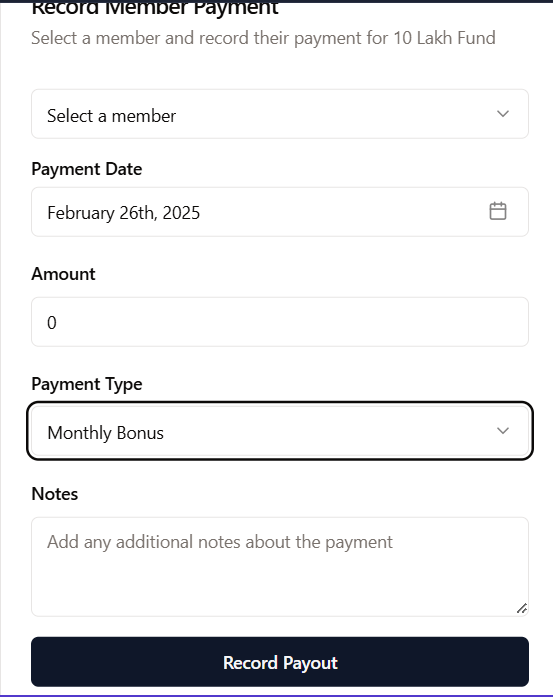 Record Member Payment
Select a member and record their payment for 10 Lakh Fund
Select a member
Payment Date
February 26th, 2025
Amount
0
Payment Type
Monthly Bonus
Notes
Add any additional notes about the payment
Record Payout